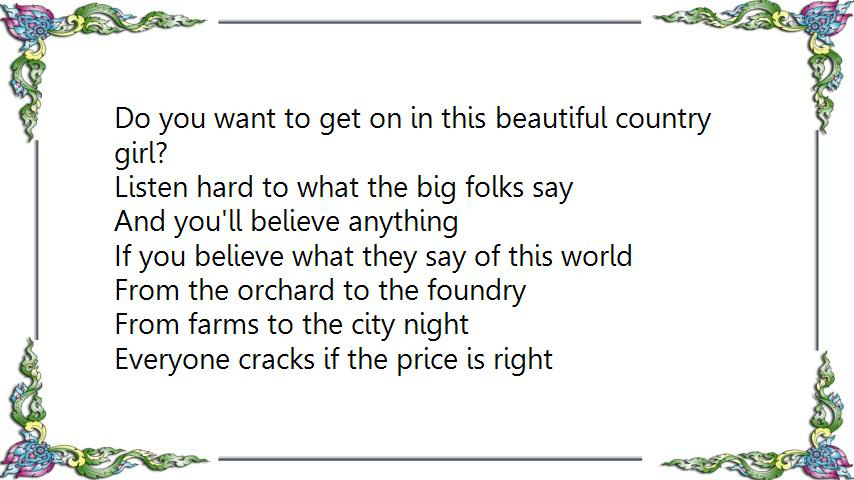 Do you want to get on in this beautiful country
girl?
Listen hard to what the big folks say
And you'll believe anything
If you believe what they say of this world
From the orchard to the foundry
From farms to the city night
Everyone cracks if the price is right